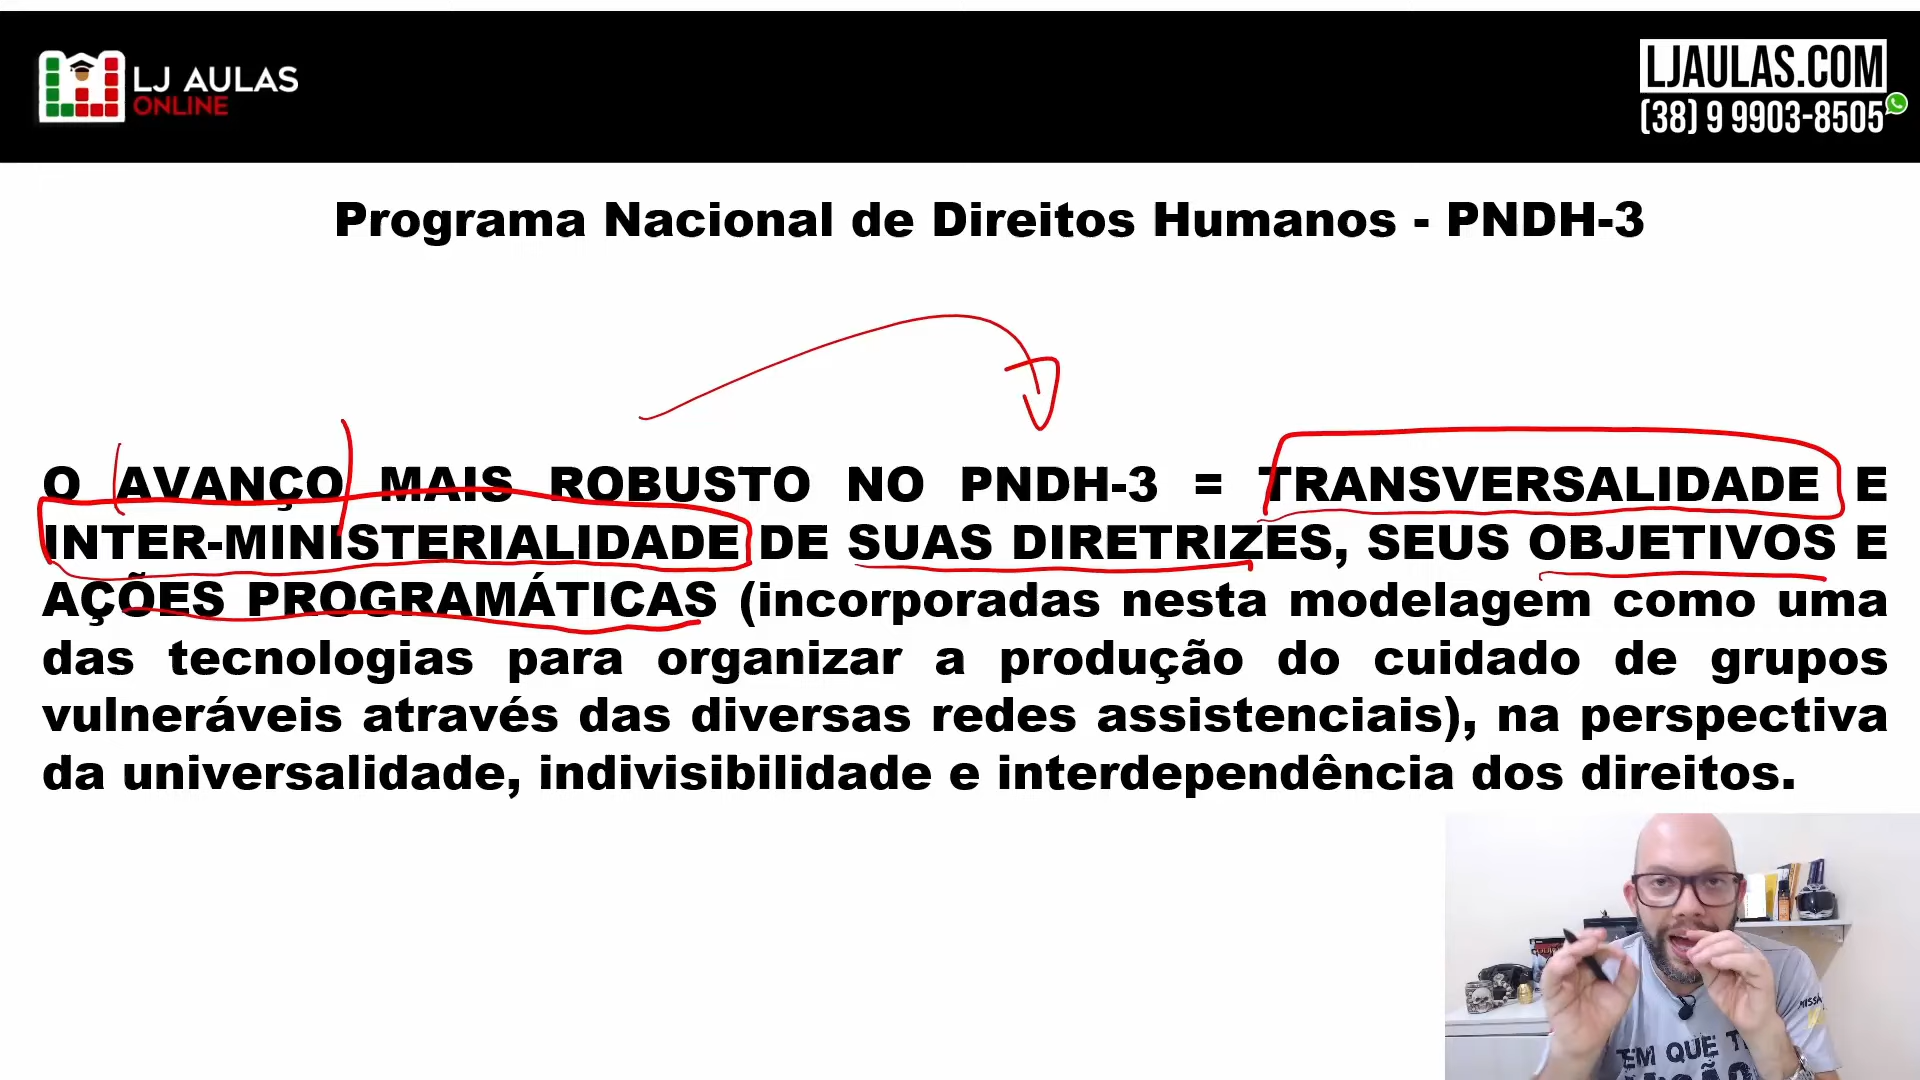 LJ AULAS
ONLINE
LJAULAS.COM
(38) 9 9903-8505
Programa Nacional de Direitos Humanos - PNDH-3
O AVANÇO MAIS ROBUSTO NO PNDH-3 = TRANSVERSALIDADE E
INTER-MINISTERIALIDADE DE SUAS DIRETRIZES, SEUS OBJETIVOS E
AÇÕES PROGRAMÁTICAS (incorporadas nesta modelagem como uma
das tecnologias para organizar a produção do cuidado de grupos
vulneráveis através das diversas redes assistenciais), na perspectiva
da universalidade, indivisibilidade e interdependência dos direitos.
QUE